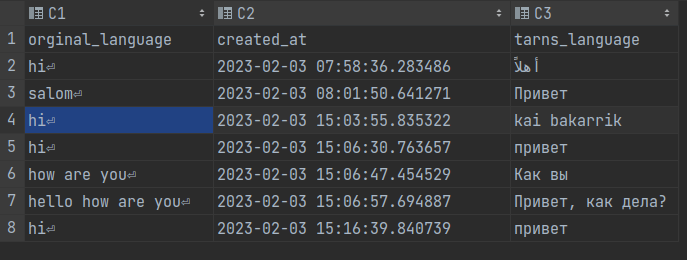 C1 C2 C3
1 orginal_language created_at tarns_language
2 hi⏎ 2023-02-03 07:58:36.283486 أهلاً
3 salom⏎ 2023-02-03 08:01:50.641271 Привет
4 hi⏎ 2023-02-03 15:03:55.835322 kai bakarrik
5 hi⏎ 2023-02-03 15:06:30.763657 привет
6 how are you⏎ 2023-02-03 15:06:47.454529 Как вы
7 hello how are you⏎ 2023-02-03 15:06:57.694887 Привет, как дела?
8 hi⏎ 2023-02-03 15:16:39.840739 привет